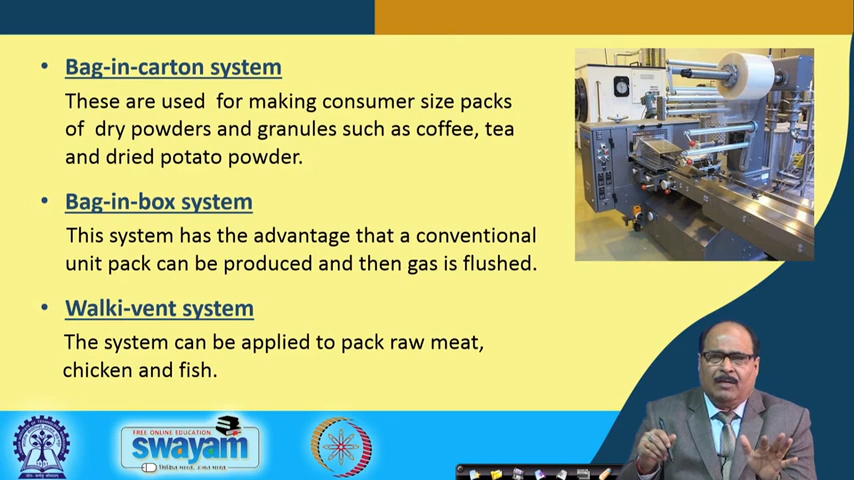 • Bag-in-carton system
These are used for making consumer size packs
of dry powders and granules such as coffee, tea
and dried potato powder.
• Bag-in-box system
This system has the advantage that a conventional
unit pack can be produced and then gas is flushed.
• Walki-vent system
The system can be applied to pack raw meat,
chicken and fish.
FREE ONLINE EDUCATION
swayam